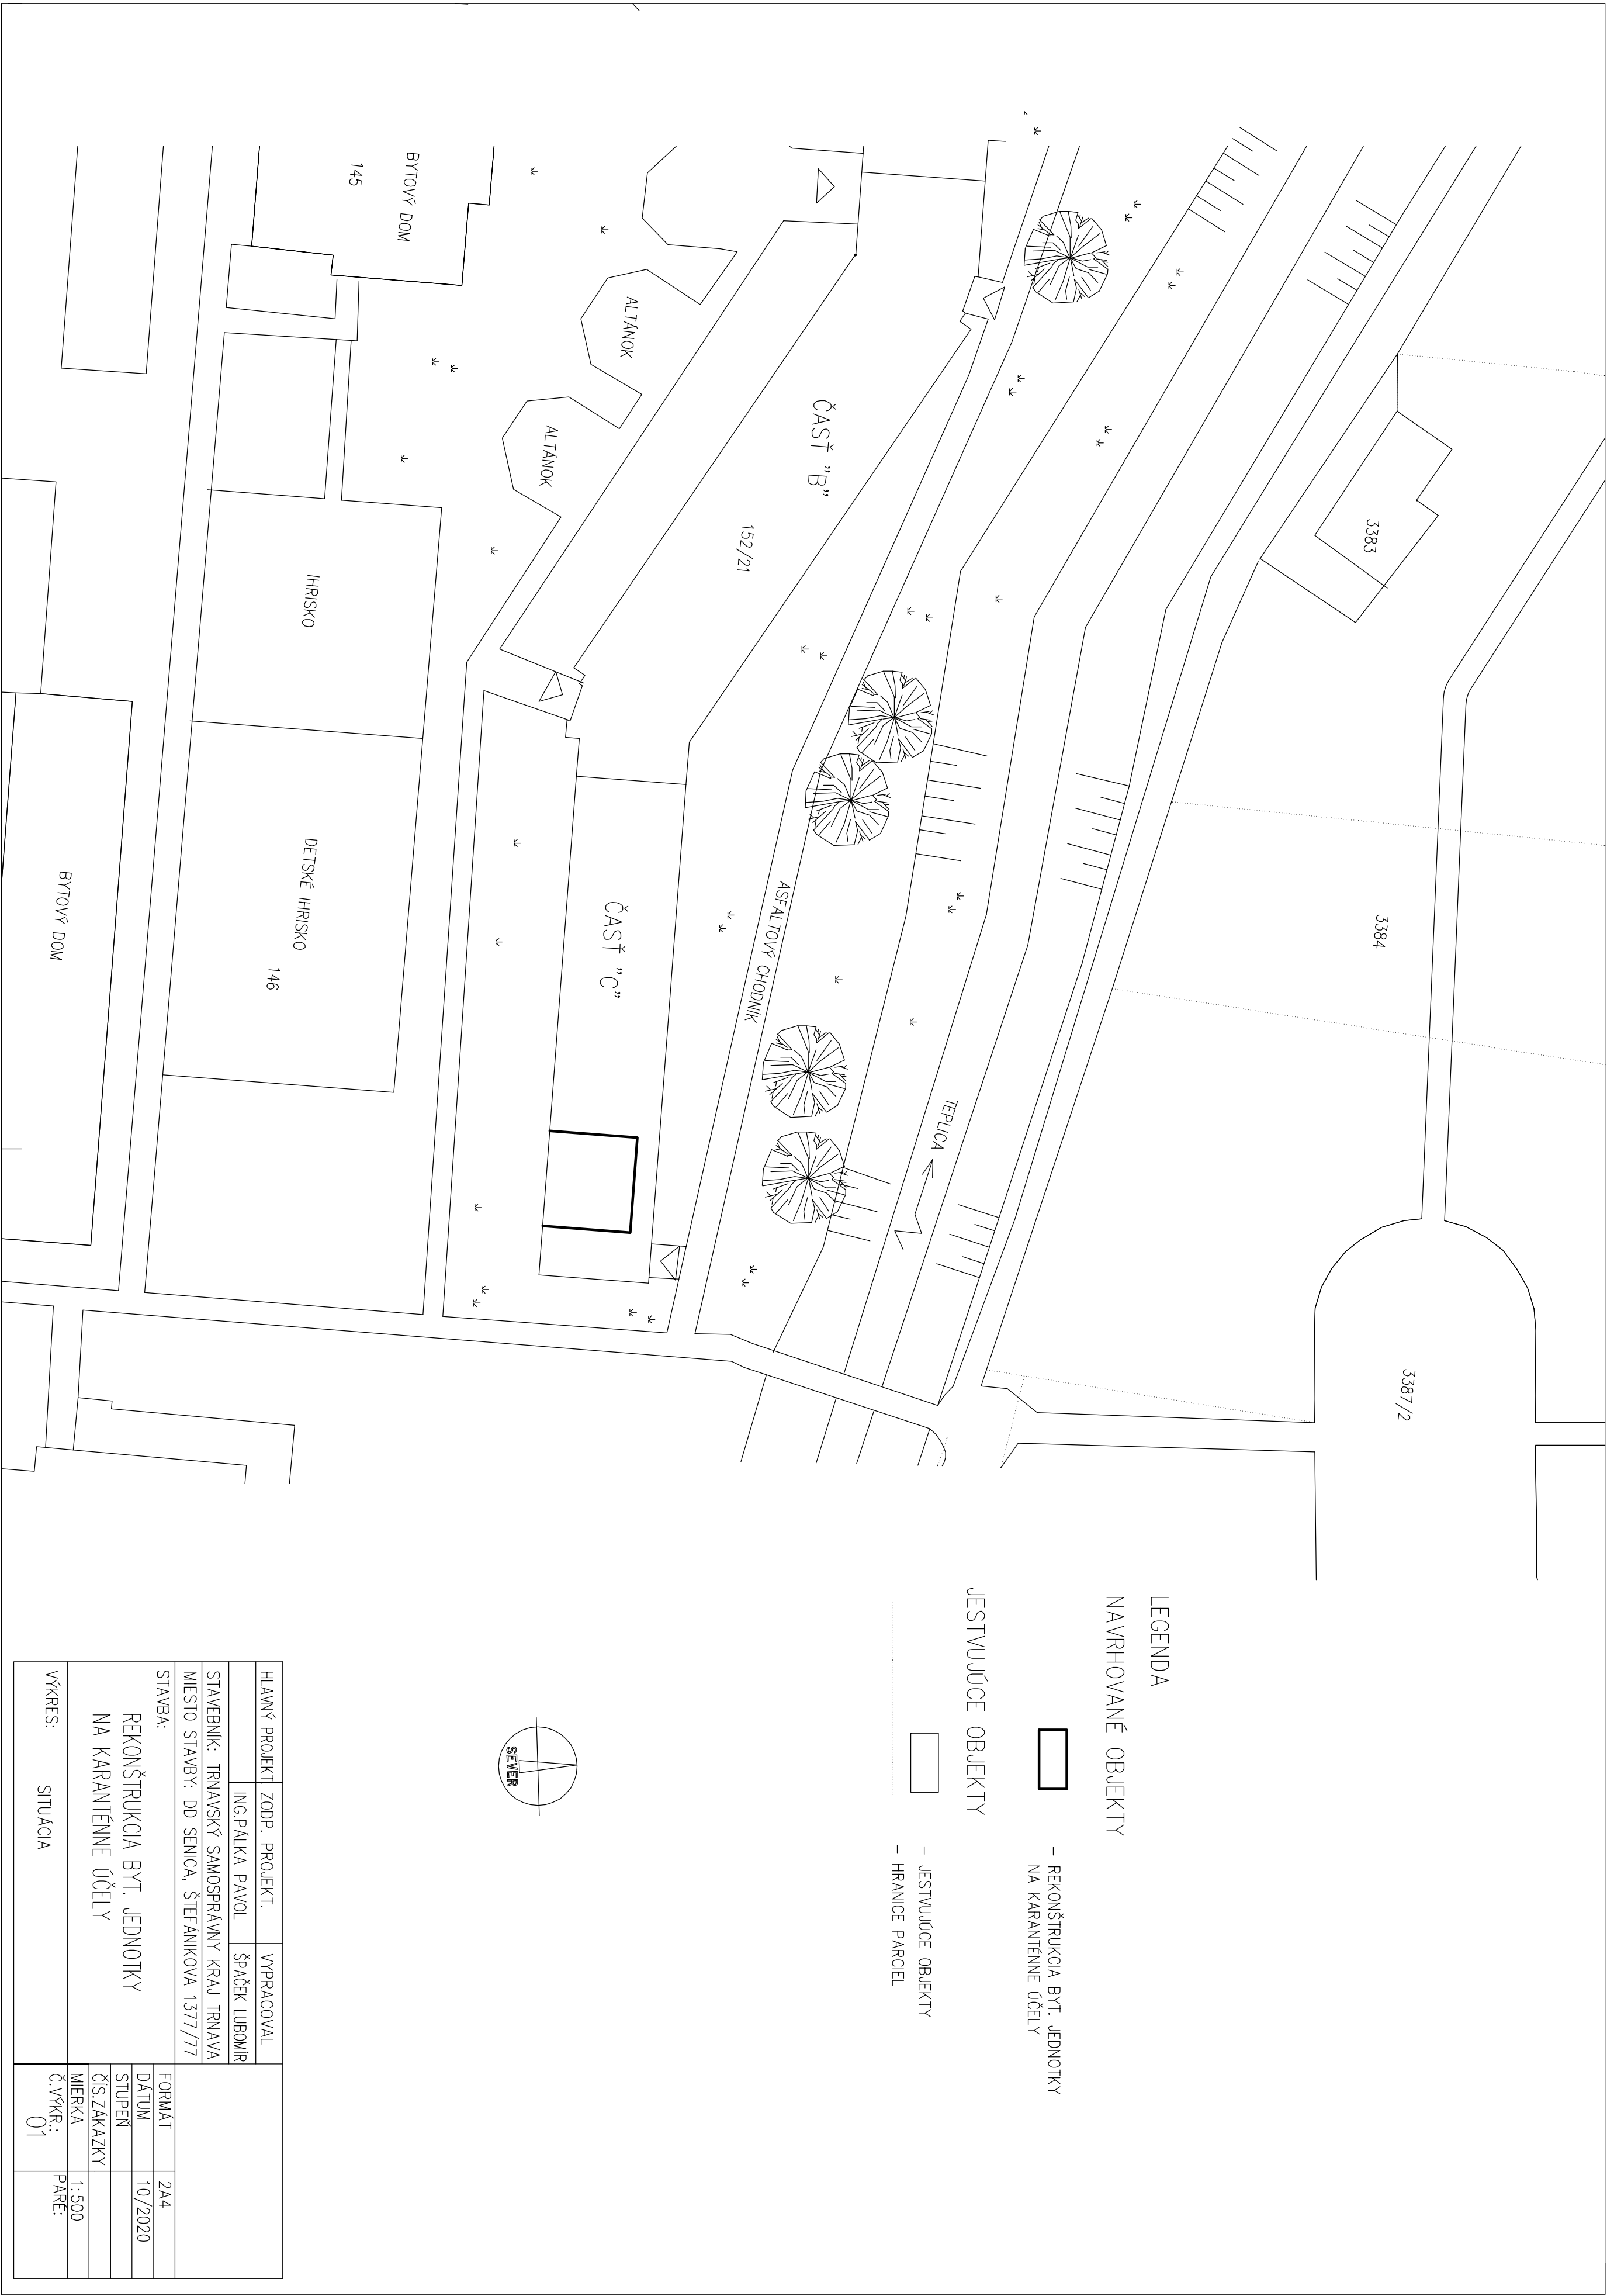 BYTOVÝ DOM
145
ALTÁNOK
ALTÁNOK
ČASŤ "B"
152/21
3383
IHRISKO
DETSKÉ IHRISKO
146
BYTOVÝ DOM
ČASŤ "C"
ASFALTOVÝ CHODNÍK
TEPLICA
3384
3387/2
LEGENDA
NAVRHOVANÉ OBJEKTY
- REKONŠTRUKCIA BYT. JEDNOTKY
NA KARANTÉNNE ÚČELY
JESTVUJÚCE OBJEKTY
- JESTVUJÚCE OBJEKTY
- HRANICE PARCIEL
SEVER
HLAVNÝ PROJEKT. ZODP. PROJEKT. VYPRACOVAL
ING.PÁLKA PAVOL ŠPAČEK LUBOMÍR
STAVEBNÍK: TRNAVSKÝ SAMOSPRÁVNY KRAJ TRNAVA
MIESTO STAVBY: DD SENICA, ŠTEFÁNIKOVA 1377/77
STAVBA:
REKONŠTRUKCIA BYT. JEDNOTKY
NA KARANTÉNNE ÚČELY
VÝKRES:
SITUÁCIA
FORMÁT 2A4
DÁTUM 10/2020
STUPEŇ
ČÍS.ZÁKAZKY
MIERKA 1:500
Č.VÝKR.: PARÉ:
01